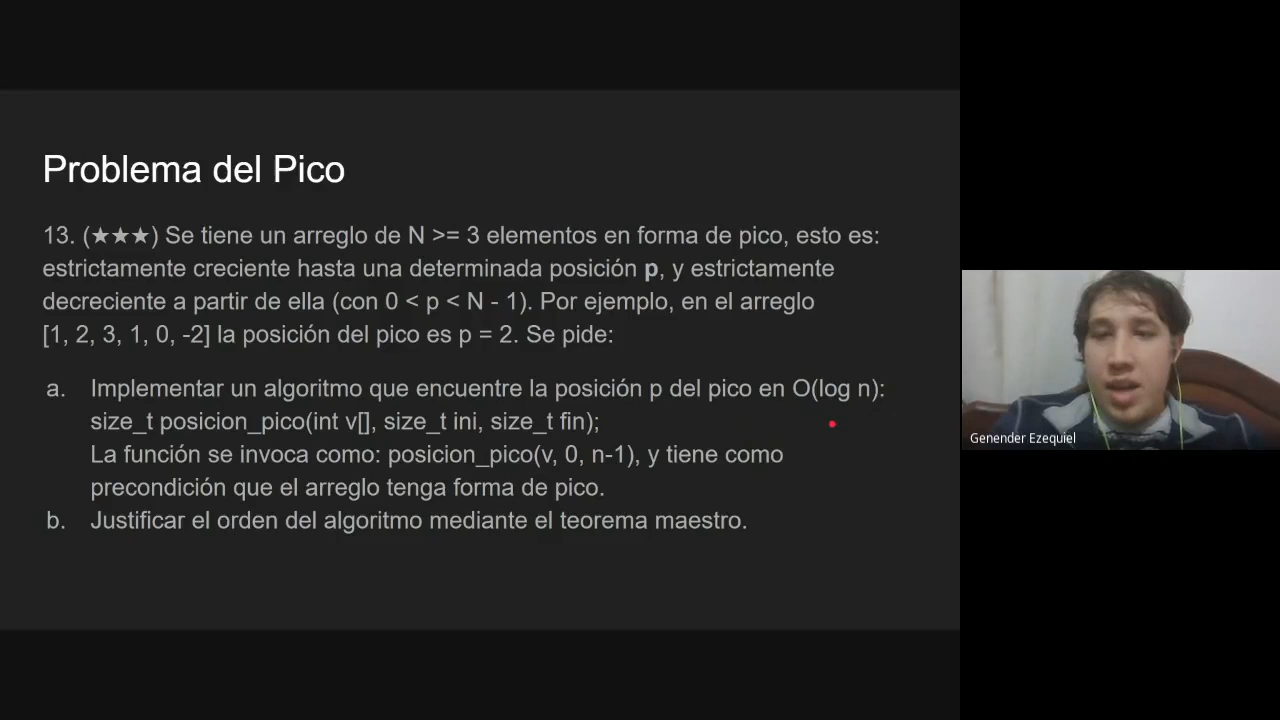 Problema del Pico
13. (★★★) Se tiene un arreglo de N >= 3 elementos en forma de pico, esto es:
estrictamente creciente hasta una determinada posición p, y estrictamente
decreciente a partir de ella (con 0 < p < N - 1). Por ejemplo, en el arreglo
[1, 2, 3, 1, 0, -2] la posición del pico es p = 2. Se pide:
a. Implementar un algoritmo que encuentre la posición p del pico en O(log n):
size_t posicion_pico(int v[], size_t ini, size_t fin);
La función se invoca como: posicion_pico(v, 0, n-1), y tiene como
precondición que el arreglo tenga forma de pico.
b. Justificar el orden del algoritmo mediante el teorema maestro.
Genender Ezequiel